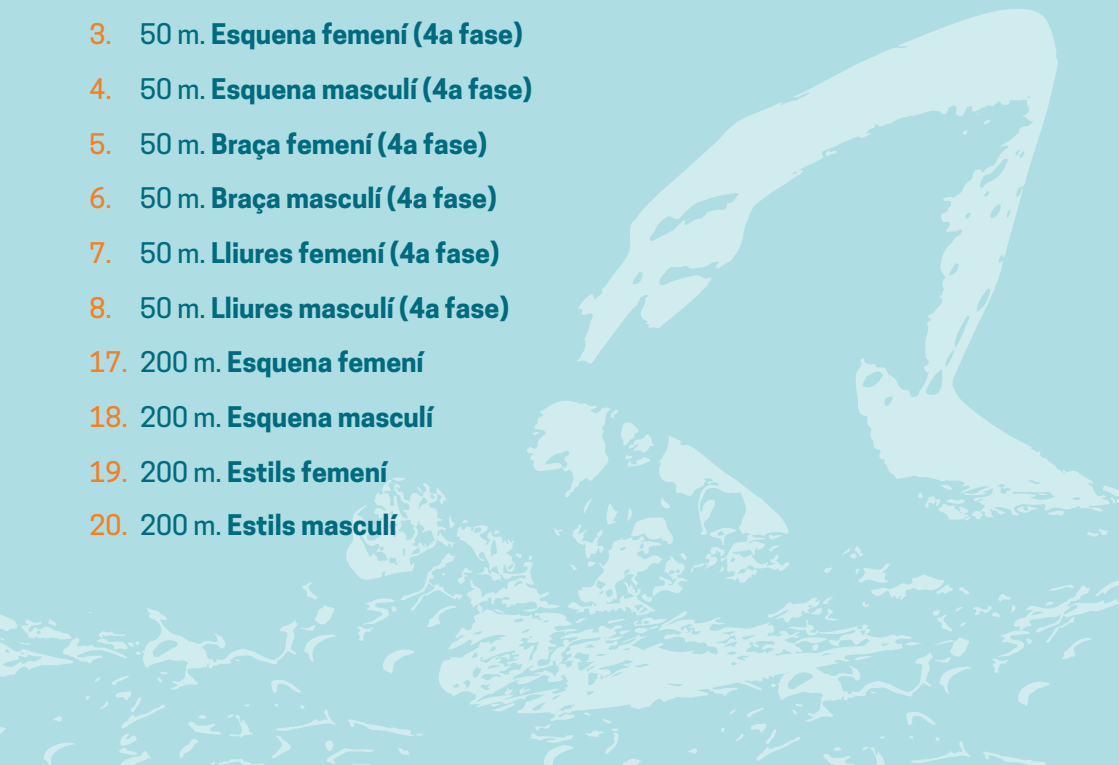 3. 50 m. Esquena femení (4a fase)
4. 50 m. Esquena masculí (4a fase)
5. 50 m. Braça femení (4a fase)
6. 50 m. Braça masculí (4a fase)
7. 50 m. Lliures femení (4a fase)
8. 50 m. Lliures masculí (4a fase)
17. 200 m. Esquena femení
18. 200 m. Esquena masculí
19. 200 m. Estils femení
20. 200 m. Estils masculí